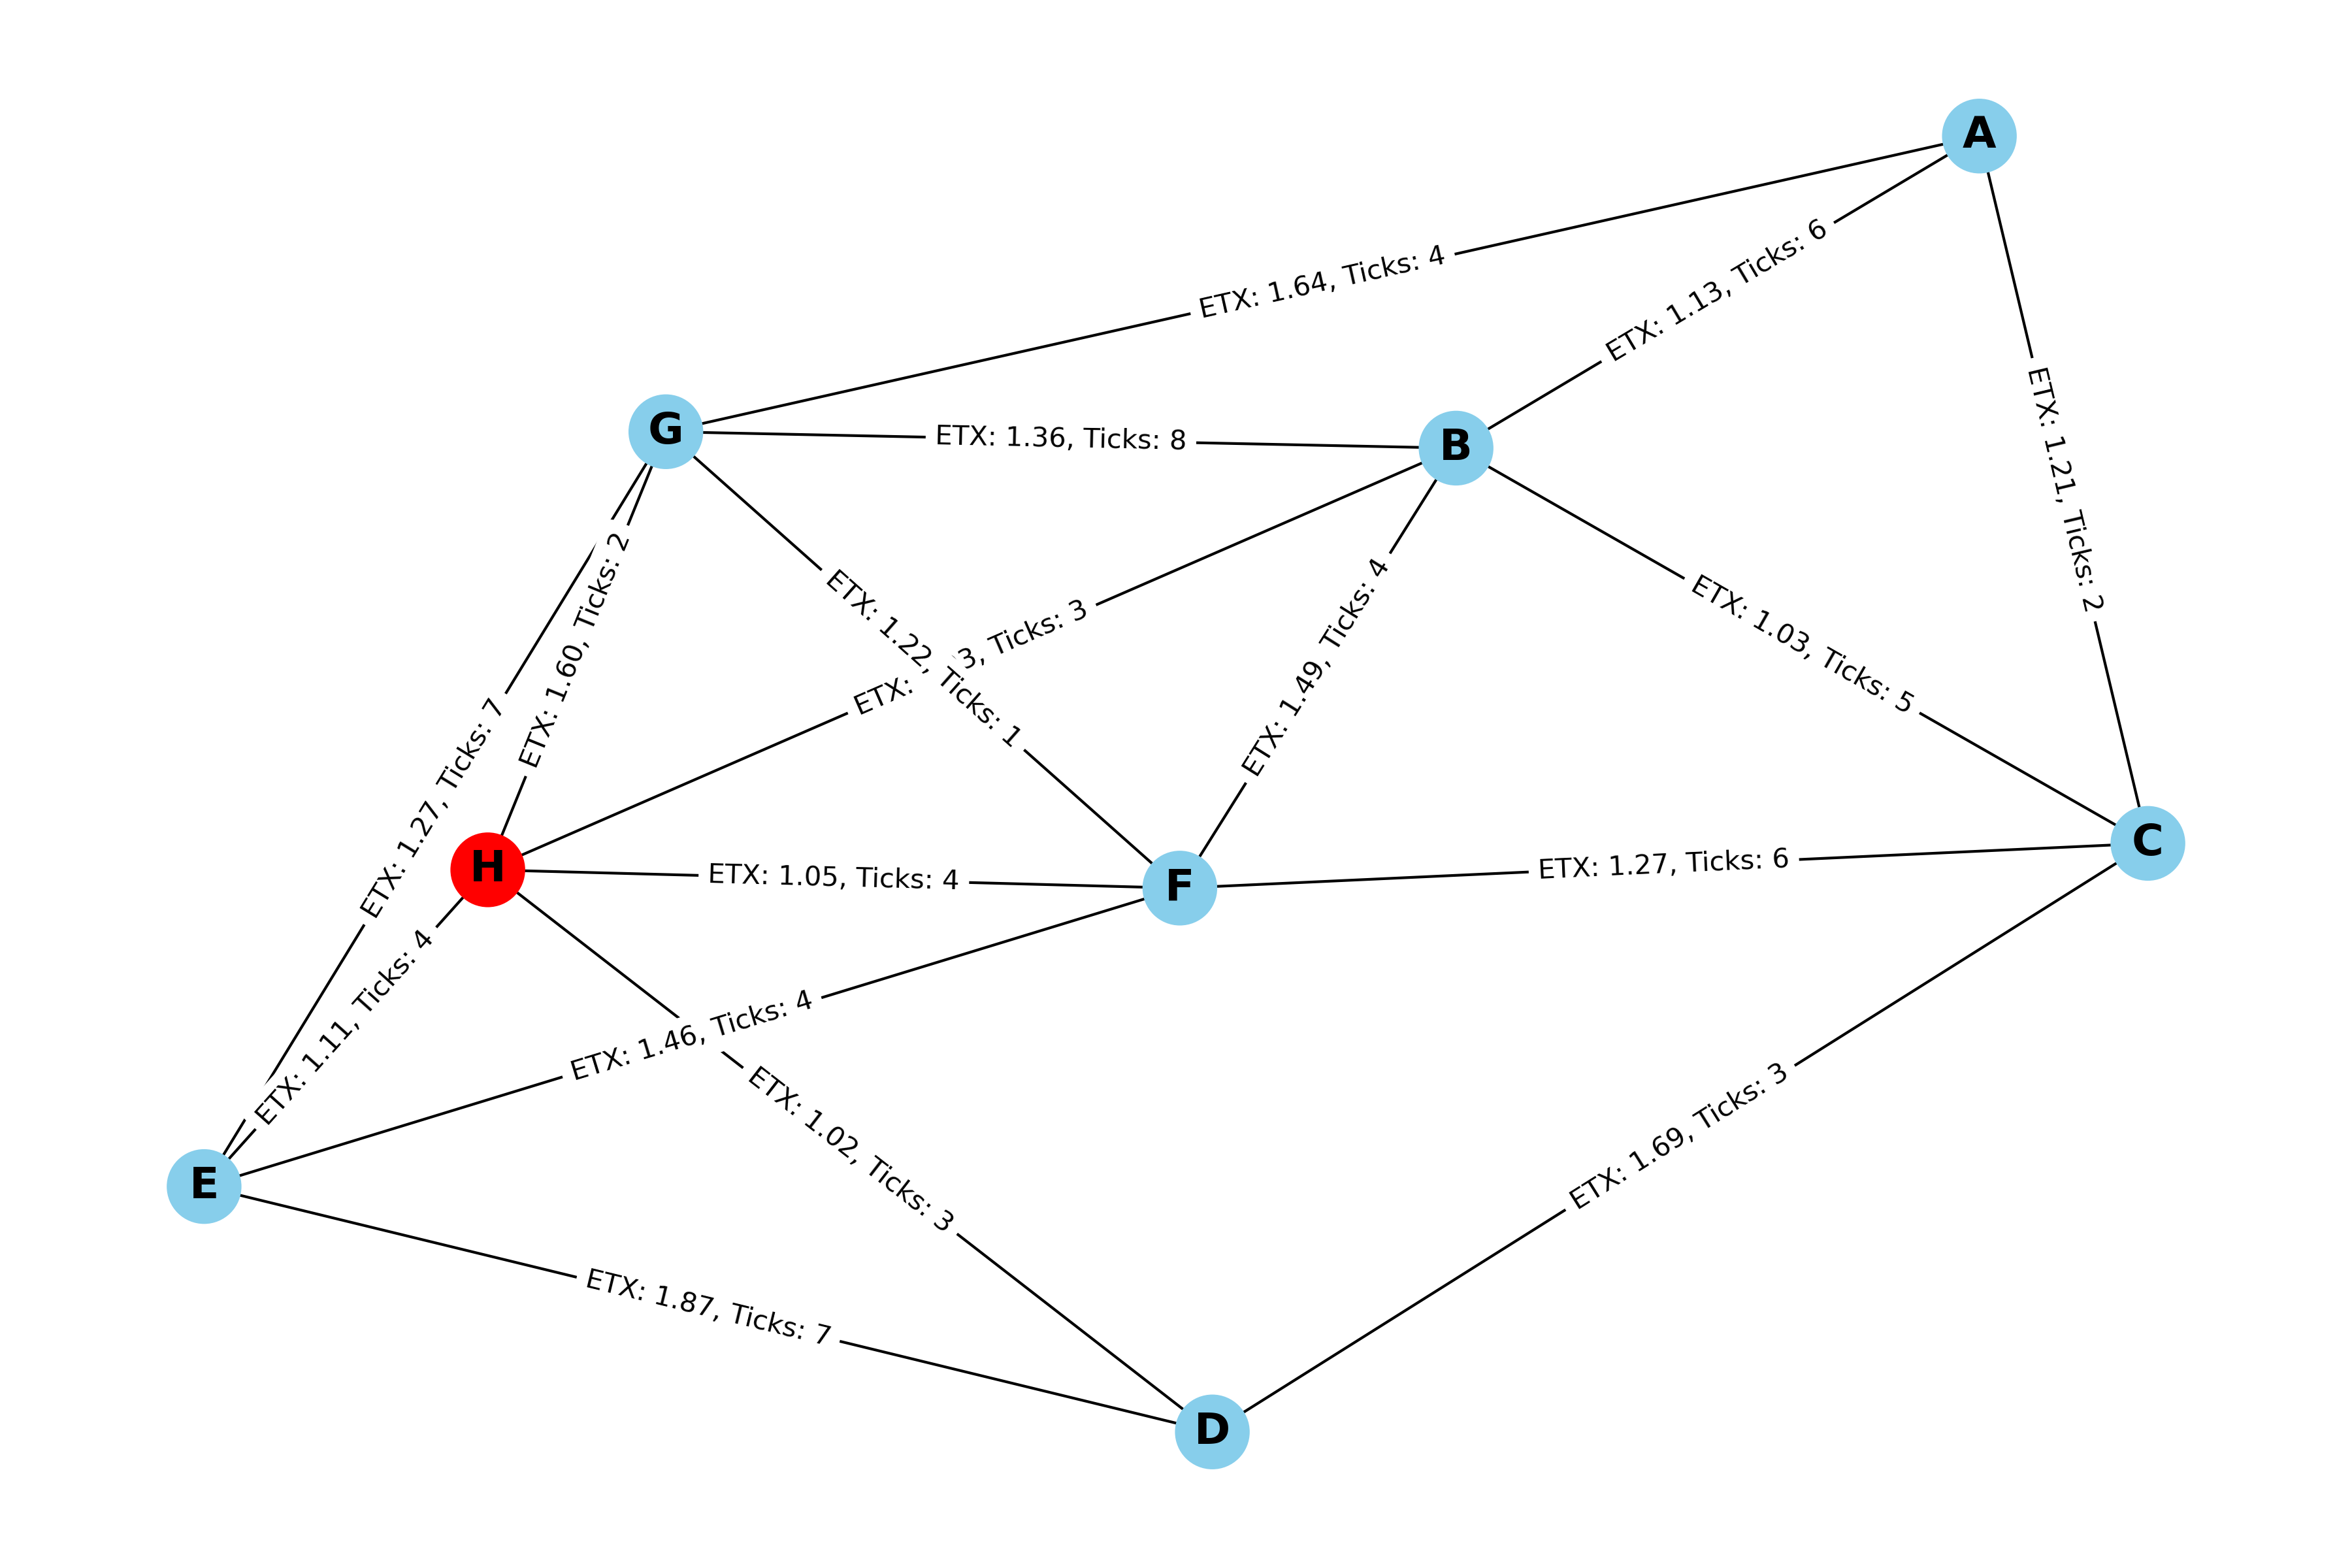 A
ETX: 1.64, Ticks: 4
ETX: 1.13, Ticks: 6
ETX: 1.21, Ticks: 2
G
ETX: 1.36, Ticks: 8
B
ETX: 1.60, Ticks: 2
ETX: 1.22, Ticks: 1
ETX: 3, Ticks: 3
ETX: 1.49, Ticks: 4
ETX: 1.03, Ticks: 5
ETX: 1.27, Ticks: 7
H
ETX: 1.05, Ticks: 4
F
ETX: 1.27, Ticks: 6
C
ETX: 1.11, Ticks: 4
ETX: 1.46, Ticks: 4
ETX: 1.02, Ticks: 3
ETX: 1.69, Ticks: 3
E
ETX: 1.87, Ticks: 7
D